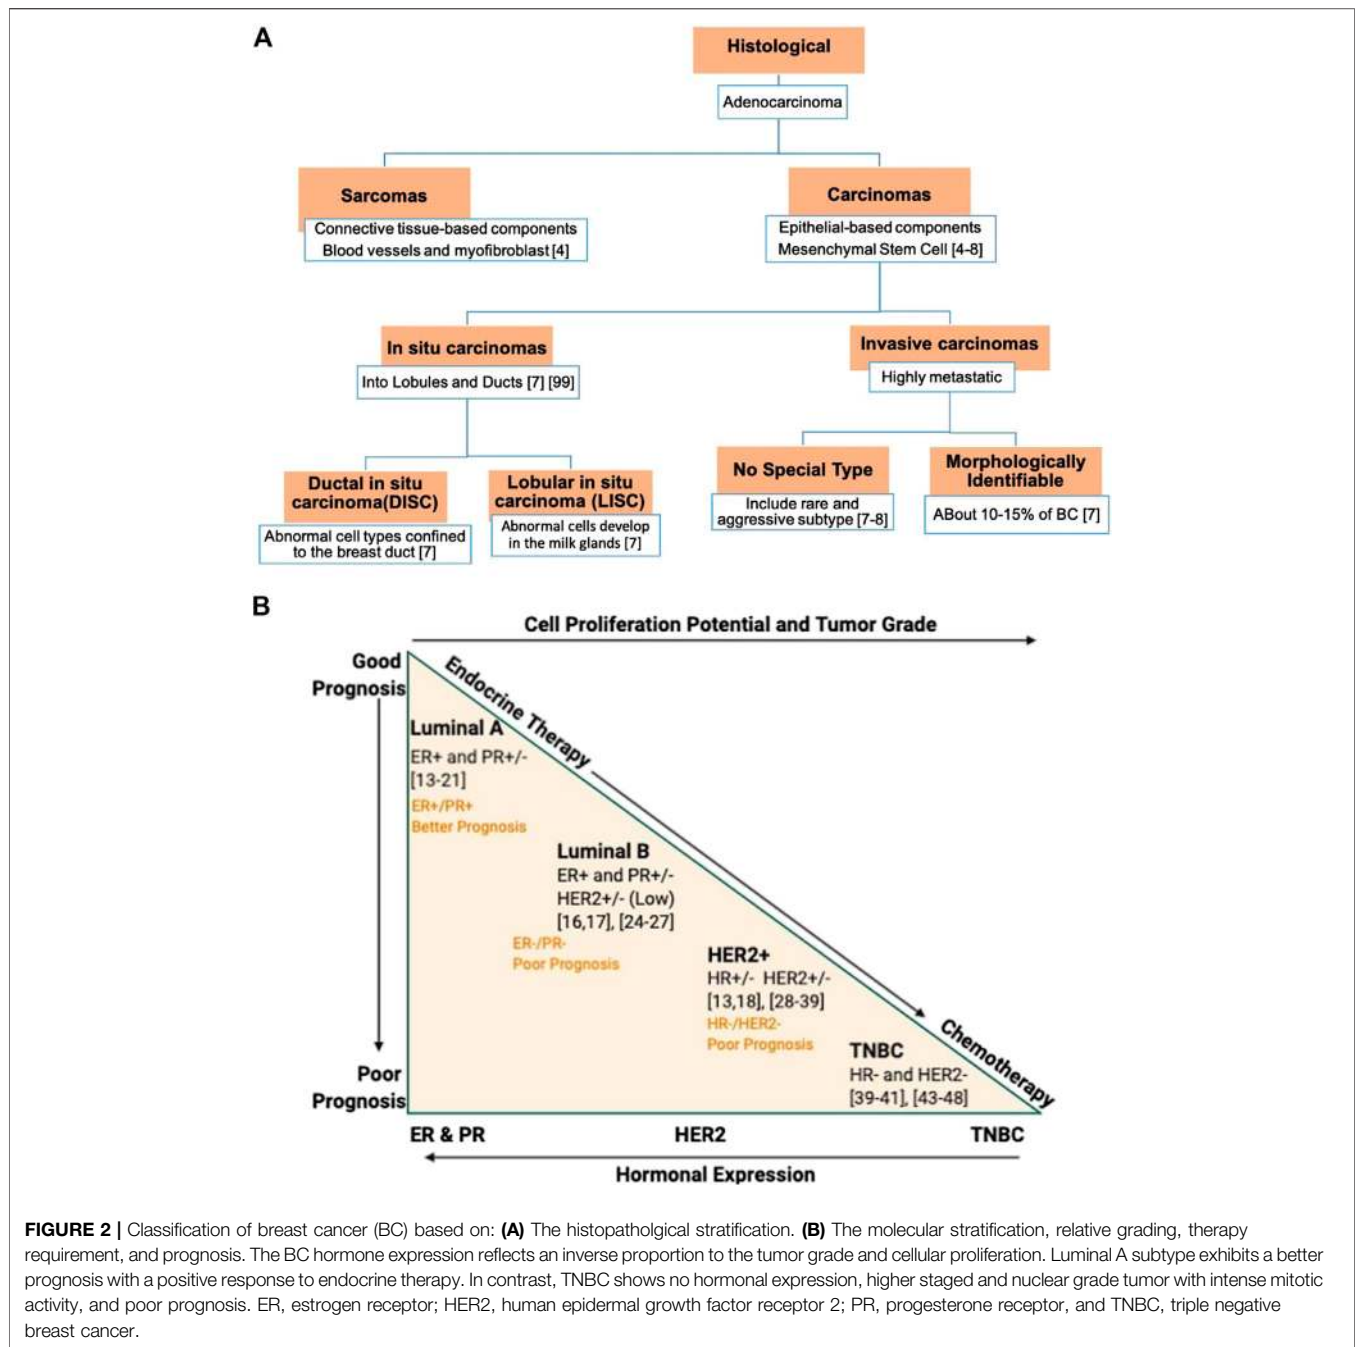 A
Histological
Adenocarcinoma
Sarcomas
Connective tissue-based components
Blood vessels and myofibroblast [4]
Carcinomas
Epithelial-based components
Mesenchymal Stem Cell [4-8]
In situ carcinomas
Into Lobules and Ducts [7] [99]
Invasive carcinomas
Highly metastatic
Ductal in situ
carcinoma(DISC)
Abnormal cell types confined
to the breast duct [7]
Lobular in situ
carcinoma (LISC)
Abnormal cells develop
in the milk glands [7]
No Special Type
Include rare and
aggressive subtype [7-8]
Morphologically
Identifiable
ABout 10-15% of BC [7]
B
Cell Proliferation Potential and Tumor Grade
Good
Prognosis
Endocrine Therapy
Luminal A
ER+ and PR+/-
[13-21]
ER+/PR+
Better Prognosis
Luminal B
ER+ and PR+/-
HER2+/- (Low)
[16,17], [24-27]
ER-/PR-
Poor Prognosis
HER2+
HR+/- HER2+/-
[13,18], [28-39]
HR-/HER2-
Poor Prognosis
TNBC
HR- and HER2-
[39-41], [43-48]
Chemotherapy
Poor
Prognosis
ER & PR
HER2
TNBC
Hormonal Expression
FIGURE 2 | Classification of breast cancer (BC) based on: (A) The histopatholgical stratification. (B) The molecular stratification, relative grading, therapy
requirement, and prognosis. The BC hormone expression reflects an inverse proportion to the tumor grade and cellular proliferation. Luminal A subtype exhibits a better
prognosis with a positive response to endocrine therapy. In contrast, TNBC shows no hormonal expression, higher staged and nuclear grade tumor with intense mitotic
activity, and poor prognosis. ER, estrogen receptor; HER2, human epidermal growth factor receptor 2; PR, progesterone receptor, and TNBC, triple negative
breast cancer.